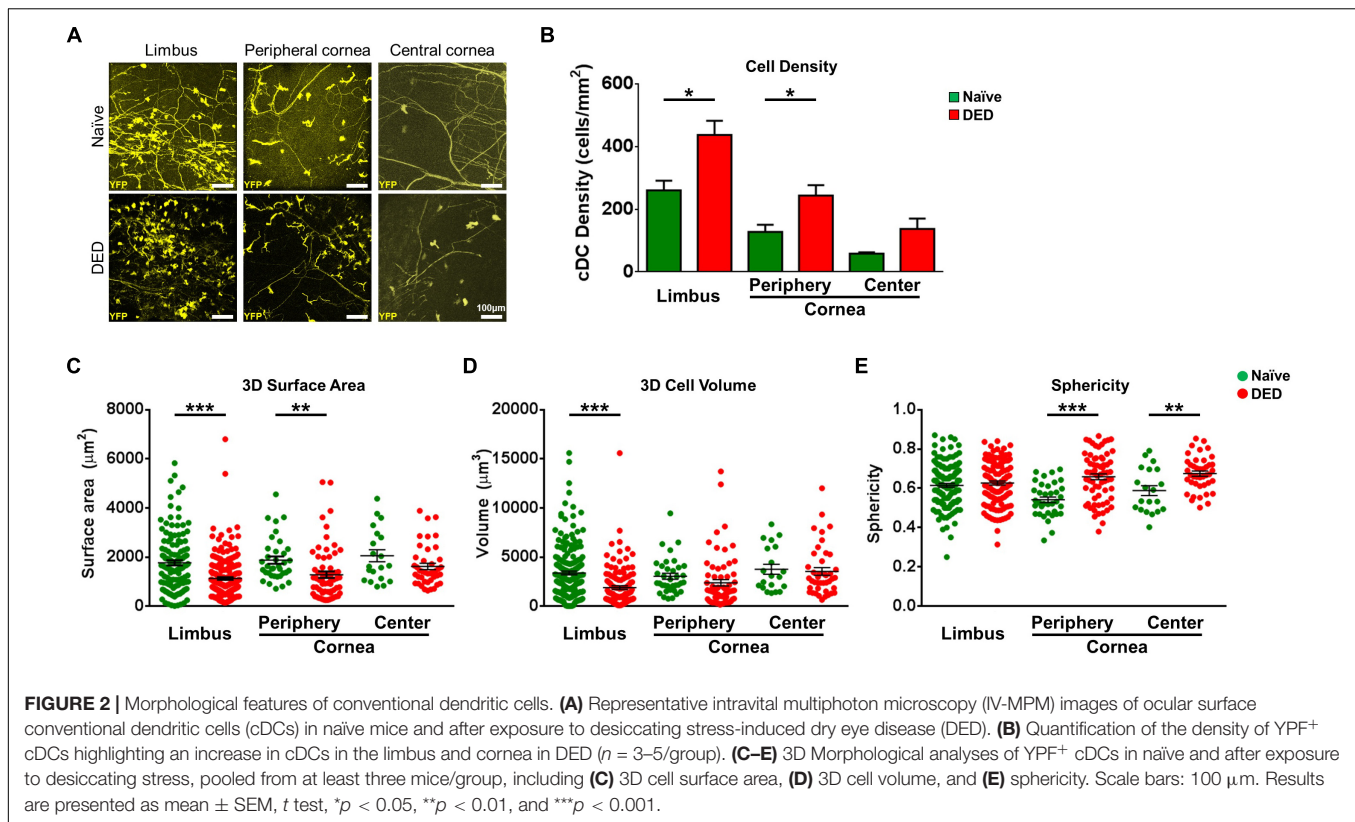 A
Limbus Peripheral cornea Central cornea
Naïve
YFP YFP YFP
DED
YFP YFP YFP 100μm
B
Cell Density
cDC Density (cells/mm²)
600
400
200
0
* *
Naïve
DED
Limbus Periphery Center
Cornea
C
3D Surface Area
Surface area (μm²)
8000
6000
4000
2000
0
*** **
Limbus Periphery Center
Cornea
D
3D Cell Volume
Volume (μm³)
20000
15000
10000
5000
0
***
Limbus Periphery Center
Cornea
E
Sphericity
Sphericity
1.0
0.8
0.6
0.4
0.2
0.0
*** **
Naïve
DED
Limbus Periphery Center
Cornea
FIGURE 2 | Morphological features of conventional dendritic cells. (A) Representative intravital multiphoton microscopy (IV-MPM) images of ocular surface
conventional dendritic cells (cDCs) in naïve mice and after exposure to desiccating stress-induced dry eye disease (DED). (B) Quantification of the density of YPF⁺
cDCs highlighting an increase in cDCs in the limbus and cornea in DED (n = 3–5/group). (C–E) 3D Morphological analyses of YPF⁺ cDCs in naïve and after exposure
to desiccating stress, pooled from at least three mice/group, including (C) 3D cell surface area, (D) 3D cell volume, and (E) sphericity. Scale bars: 100 μm. Results
are presented as mean ± SEM, t test, *p < 0.05, **p < 0.01, and ***p < 0.001.